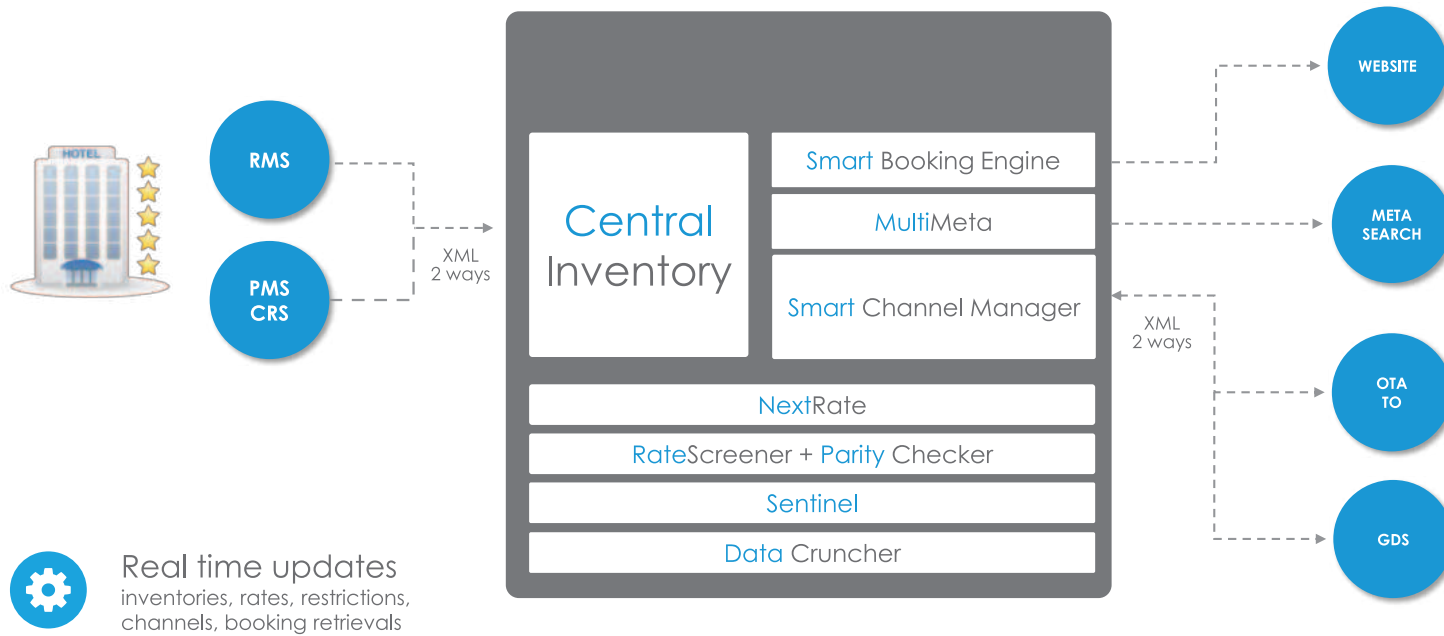 HOTEL
RMS
PMS
CRS
XML
2 ways
Central
Inventory
Smart Booking Engine
MultiMeta
Smart Channel Manager
NextRate
RateScreener + Parity Checker
Sentinel
Data Cruncher
XML
2 ways
WEBSITE
META
SEARCH
OTA
TO
GDS
Real time updates
inventories, rates, restrictions,
channels, booking retrievals